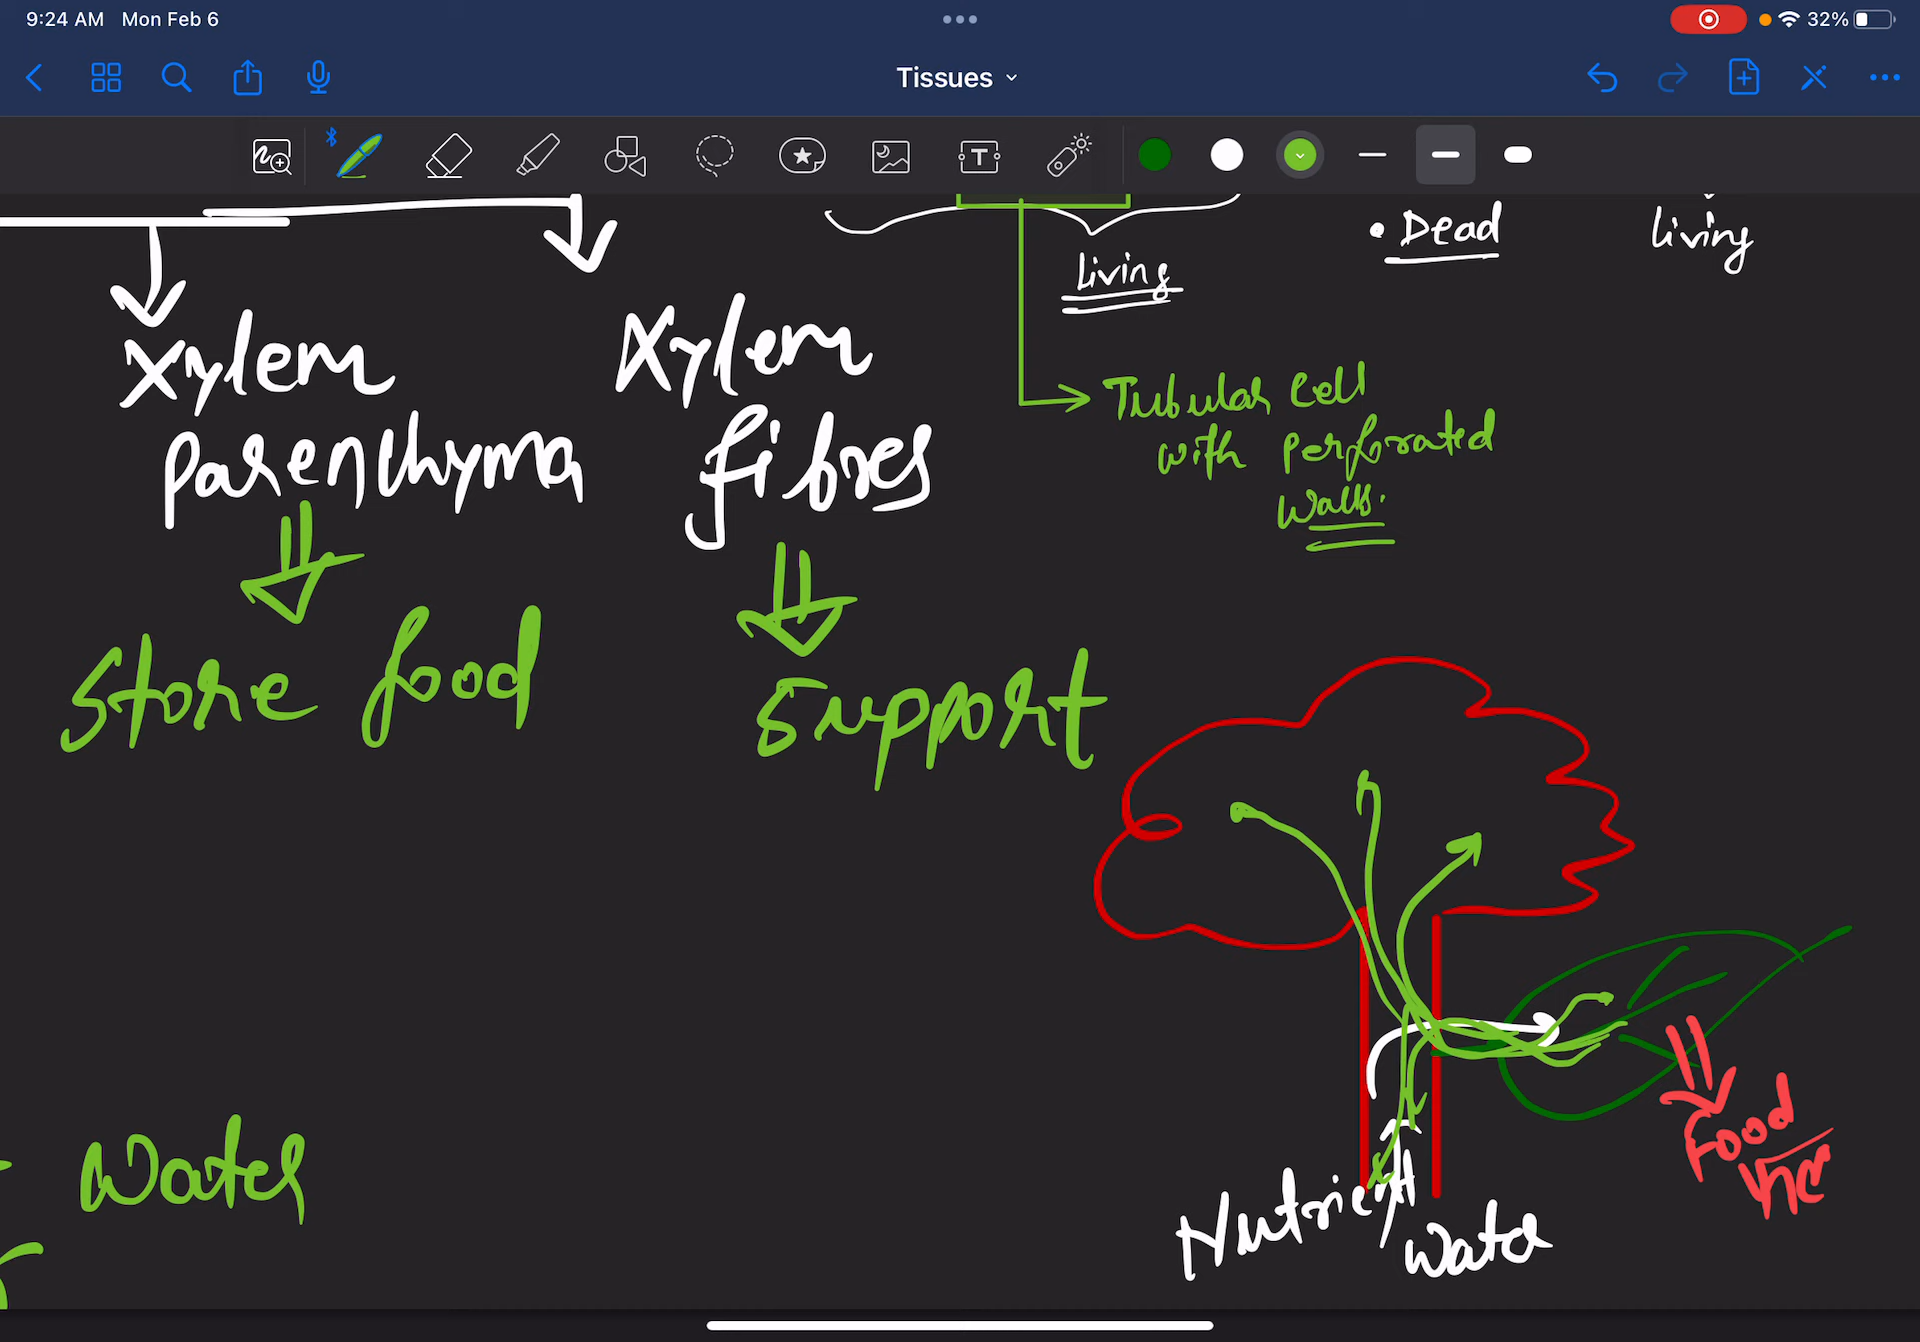 9:24 AM Mon Feb 6
32%
Tissues
T
• Dead
living
living
Xylem
Parenchyma
Xylem
fibres
Tubular Cell
with Perforated
walls.
Store food
Support
Food
Water
Nutrient
Water